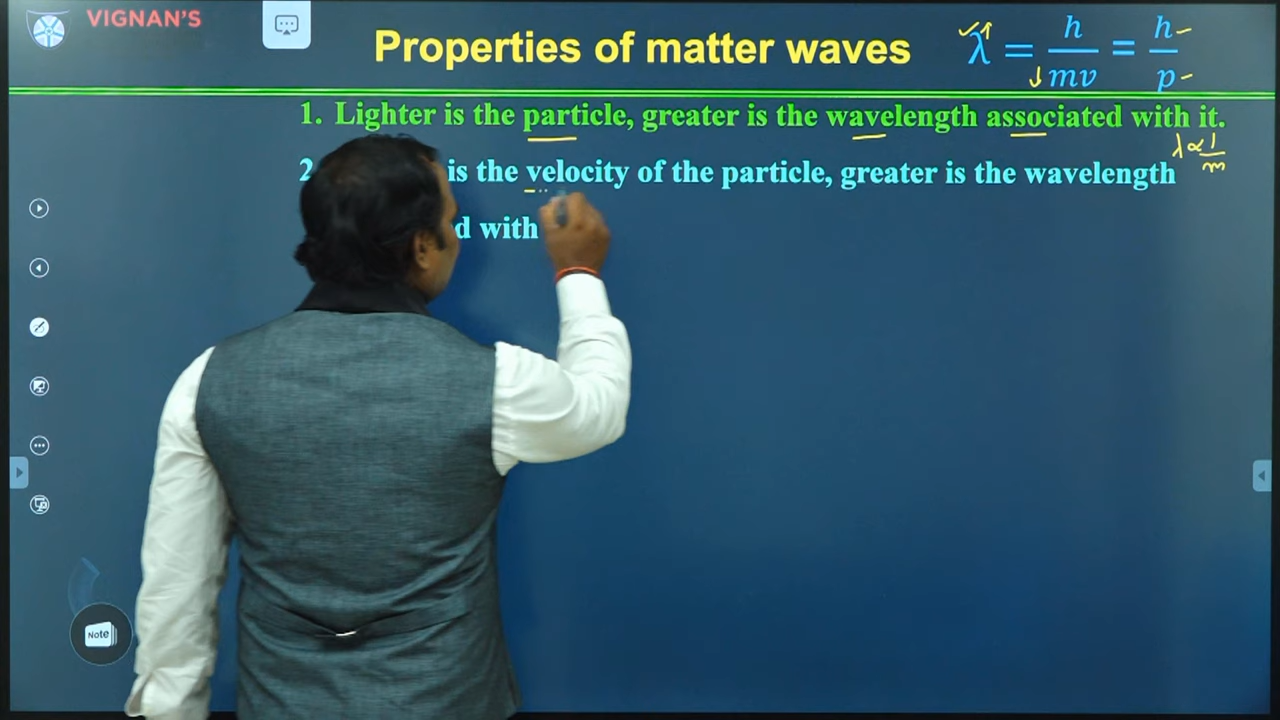 VIGNAN'S
Properties of matter waves
λ = h/mv = h/p
1. Lighter is the particle, greater is the wavelength associated with it.
λ ∝ 1/m
2 is the velocity of the particle, greater is the wavelength
d with
Note